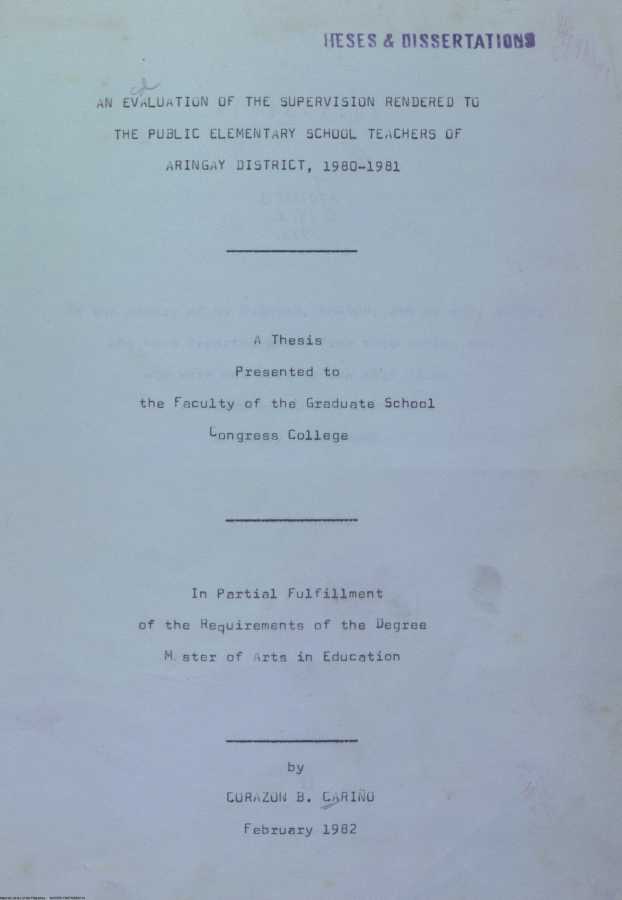 HESES & DISSERTATIONS
AN EVALUATION OF THE SUPERVISION RENDERED TO
THE PUBLIC ELEMENTARY SCHOOL TEACHERS OF
ARINGAY DISTRICT, 1980-1981
A Thesis
Presented to
the Faculty of the Graduate School
Congress College
In Partial Fulfillment
of the Requirements of the Degree
M ster of Arts in Education
by
CORAZON B. CARIÑO
February 1982